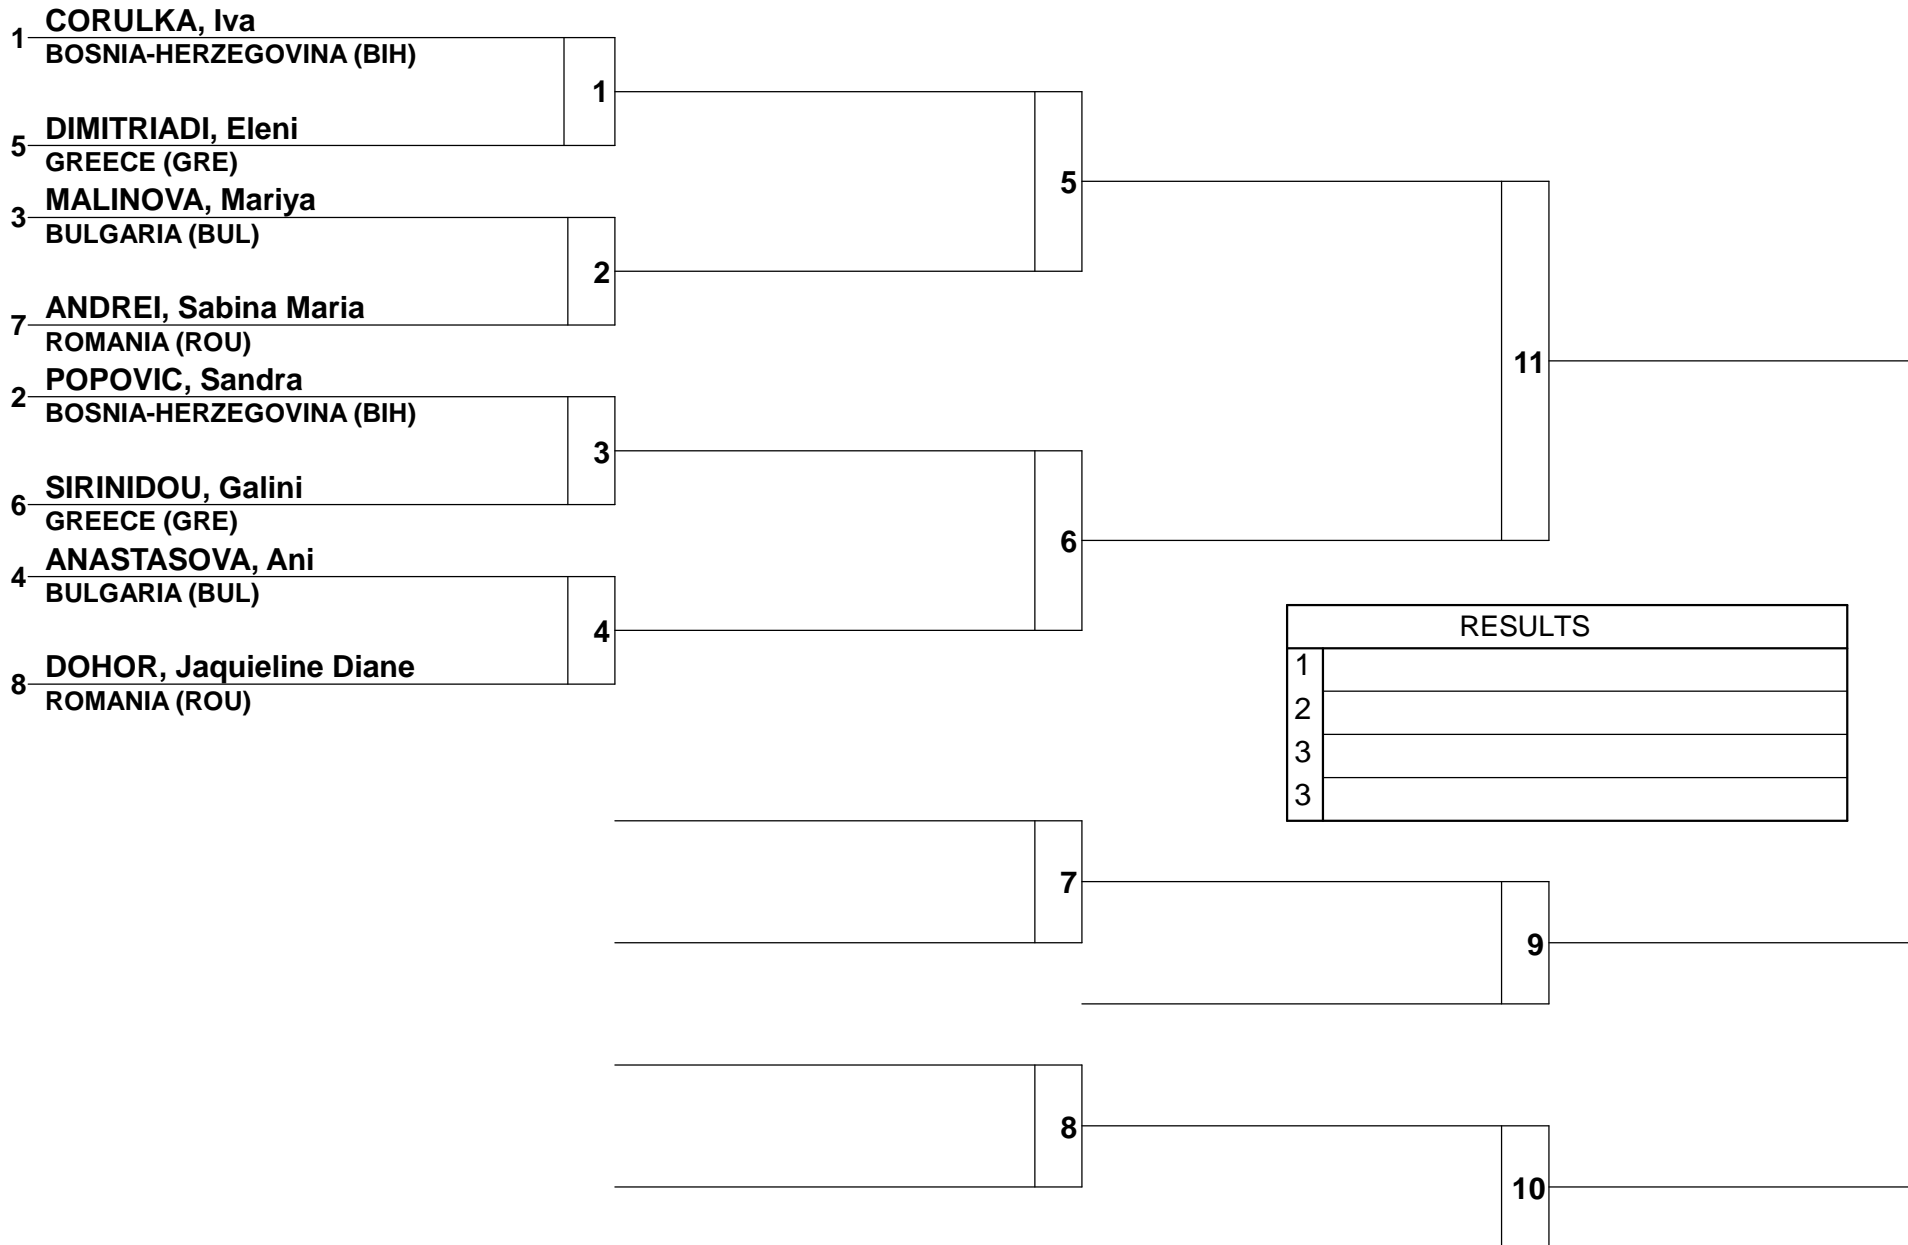 CORULKA, Iva
1
BOSNIA-HERZEGOVINA (BIH)
1
DIMITRIADI, Eleni
5
GREECE (GRE)
5
MALINOVA, Mariya
3
BULGARIA (BUL)
2
ANDREI, Sabina Maria
7
ROMANIA (ROU)
11
POPOVIC, Sandra
2
BOSNIA-HERZEGOVINA (BIH)
3
SIRINIDOU, Galini
6
GREECE (GRE)
6
ANASTASOVA, Ani
4
BULGARIA (BUL)
4
DOHOR, Jaquieline Diane
8
ROMANIA (ROU)
RESULTS
1
2
3
3
7
9
8
10